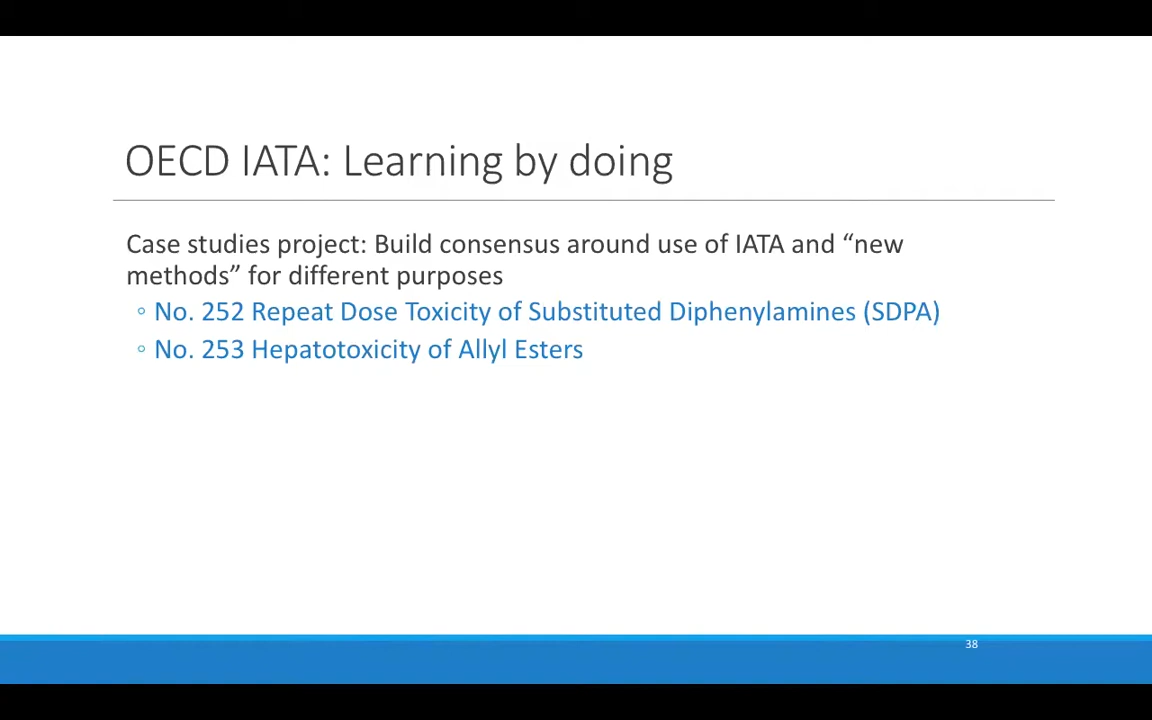 OECD IATA: Learning by doing
Case studies project: Build consensus around use of IATA and “new
methods” for different purposes
◦ No. 252 Repeat Dose Toxicity of Substituted Diphenylamines (SDPA)
◦ No. 253 Hepatotoxicity of Allyl Esters
38